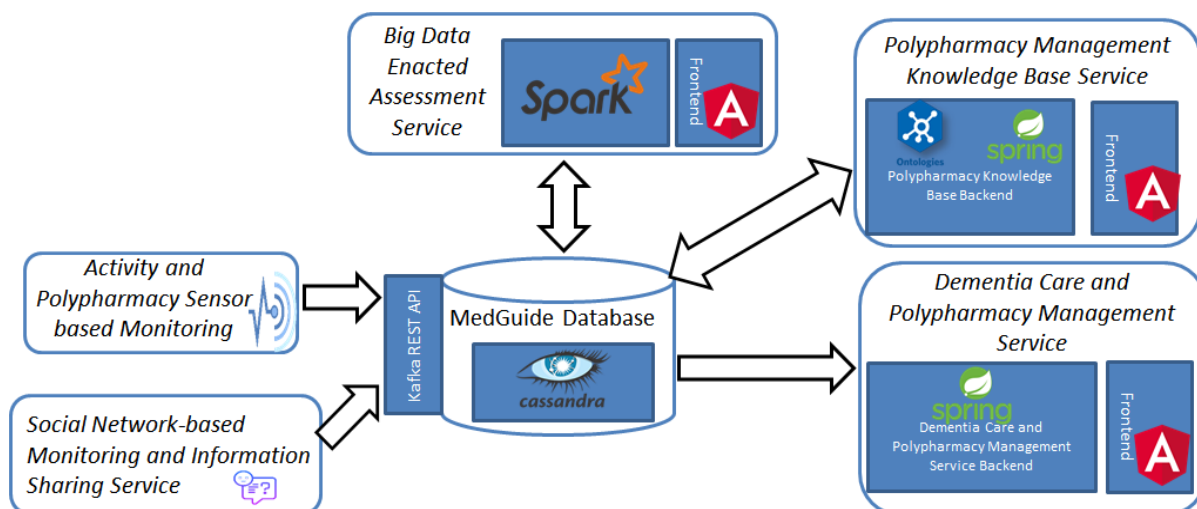 Big Data
Enacted
Assessment
Service
Spark
Frontend
Polypharmacy Management
Knowledge Base Service
Ontologies
spring
Polypharmacy Knowledge
Base Backend
Frontend
Activity and
Polypharmacy Sensor
based Monitoring
Kafka REST API
MedGuide Database
cassandra
Dementia Care and
Polypharmacy Management
Service
spring
Dementia Care and
Polypharmacy Management
Service Backend
Frontend
Social Network-based
Monitoring and Information
Sharing Service